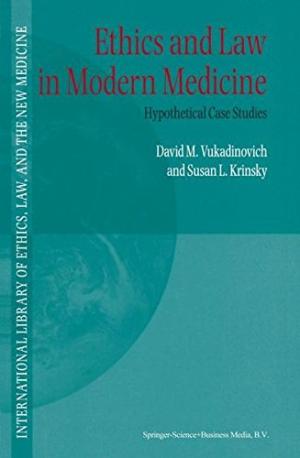 Ethics and Law
in Modern Medicine
Hypothetical Case Studies
David M. Vukadinovich
and Susan L. Krinsky
INTERNATIONAL LIBRARY OF ETHICS, LAW, AND THE NEW MEDICINE
Springer-Science+Business Media, B.V.